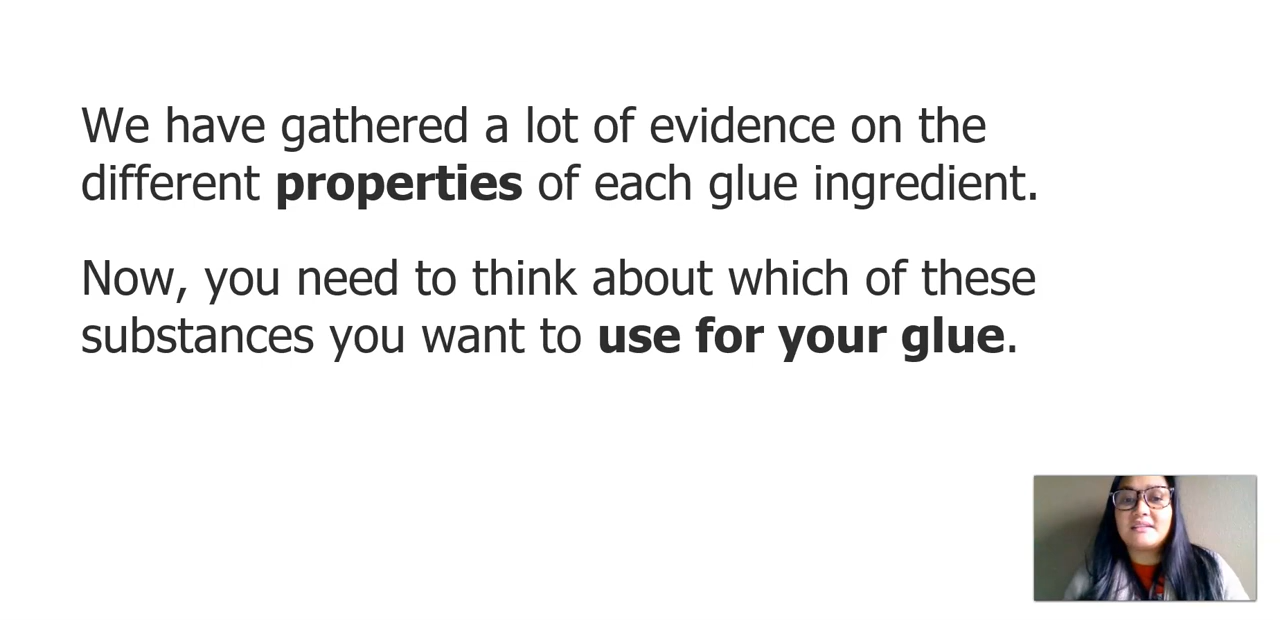 We have gathered a lot of evidence on the
different properties of each glue ingredient.
Now, you need to think about which of these
substances you want to use for your glue.